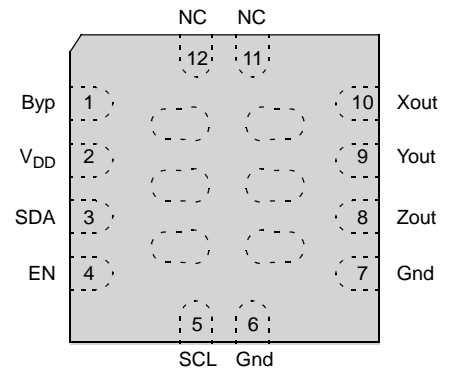 NC NC
12 11
Byp 1 10 Xout
VDD 2 9 Yout
SDA 3 8 Zout
EN 4 7 Gnd
5 6
SCL Gnd